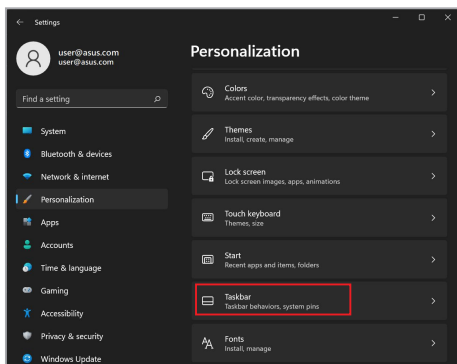 Settings
user@asus.com
user@asus.com
Find a setting
System
Bluetooth & devices
Network & internet
Personalization
Apps
Accounts
Time & language
Gaming
Accessibility
Privacy & security
Windows Update
Personalization
Colors
Accent color, transparency effects, color theme
Themes
Install, create, manage
Lock screen
Lock screen images, apps, animations
Touch keyboard
Themes, size
Start
Recent apps and items, folders
Taskbar
Taskbar behaviors, system pins
Fonts
Install, manage